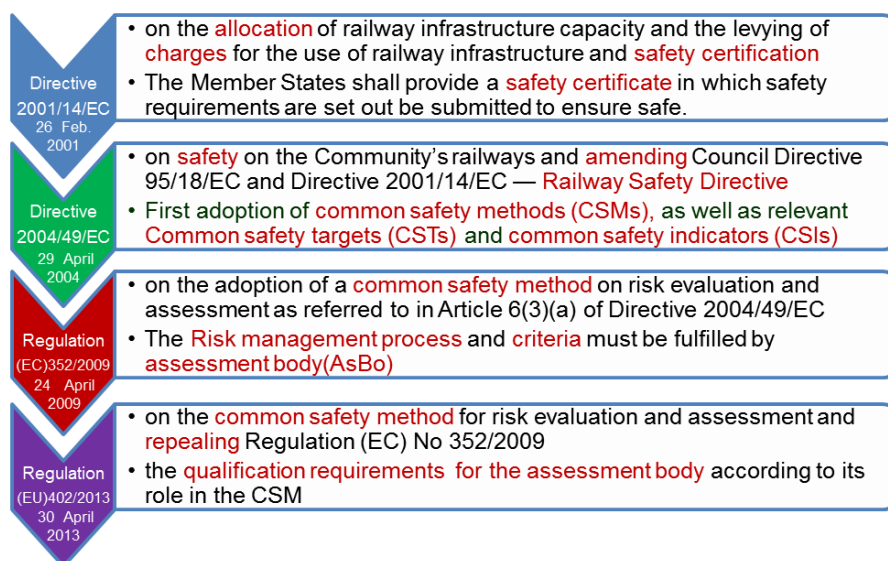 • on the allocation of railway infrastructure capacity and the levying of
charges for the use of railway infrastructure and safety certification
• The Member States shall provide a safety certificate in which safety
requirements are set out be submitted to ensure safe.
Directive
2001/14/EC
26 Feb.
2001
• on safety on the Community's railways and amending Council Directive
95/18/EC and Directive 2001/14/EC — Railway Safety Directive
• First adoption of common safety methods (CSMs), as well as relevant
Common safety targets (CSTs) and common safety indicators (CSIs)
Directive
2004/49/EC
29 April
2004
• on the adoption of a common safety method on risk evaluation and
assessment as referred to in Article 6(3)(a) of Directive 2004/49/EC
• The Risk management process and criteria must be fulfilled by
assessment body(AsBo)
Regulation
(EC)352/2009
24 April
2009
• on the common safety method for risk evaluation and assessment and
repealing Regulation (EC) No 352/2009
• the qualification requirements for the assessment body according to its
role in the CSM
Regulation
(EU)402/2013
30 April
2013